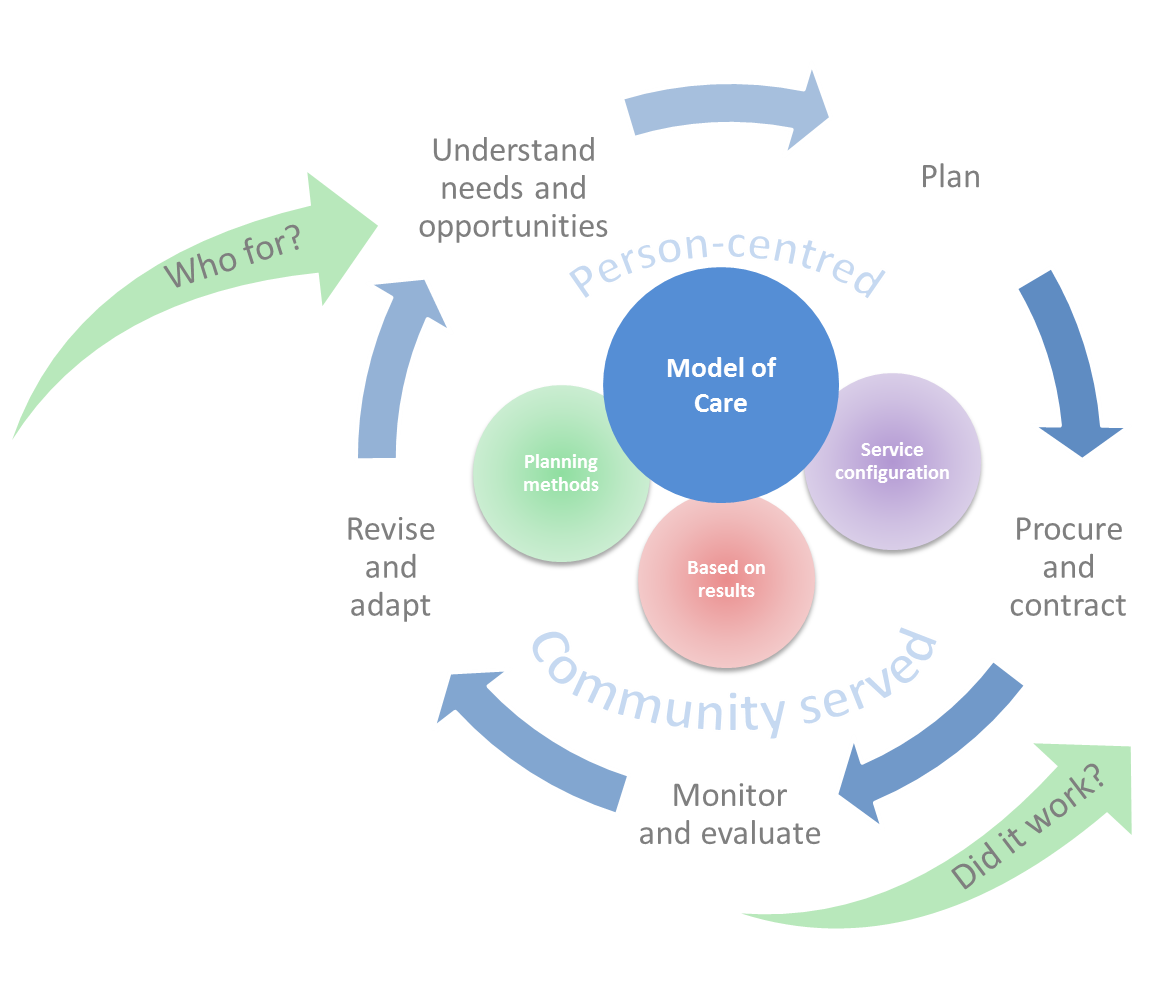 Understand
needs and
opportunities
Plan
Who for?
Person-centred
Model of
Care
Planning
methods
Service
configuration
Based on
results
Revise
and
adapt
Procure
and
contract
Community served
Monitor
and evaluate
Did it work?